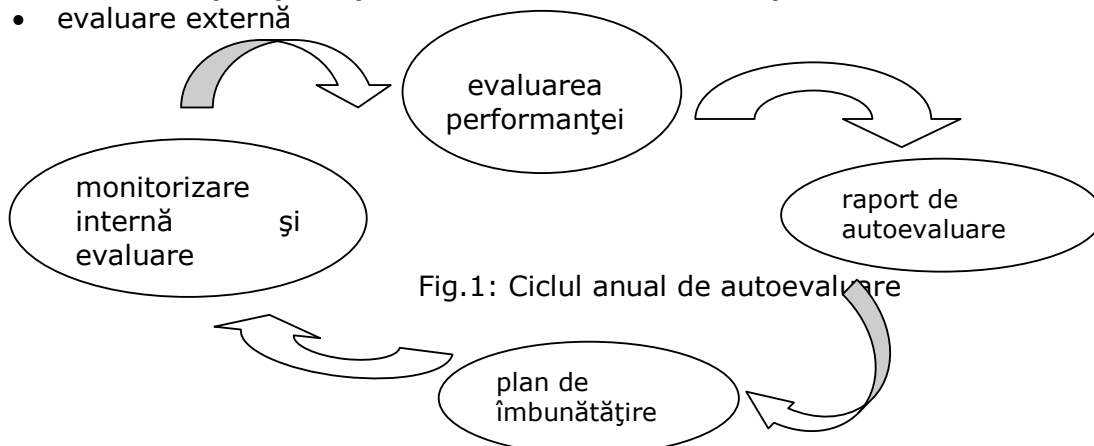 • evaluare externă
evaluarea
performanţei
monitorizare
internă şi
evaluare
raport de
autoevaluare
Fig.1: Ciclul anual de autoevaluare
plan de
îmbunătăţire